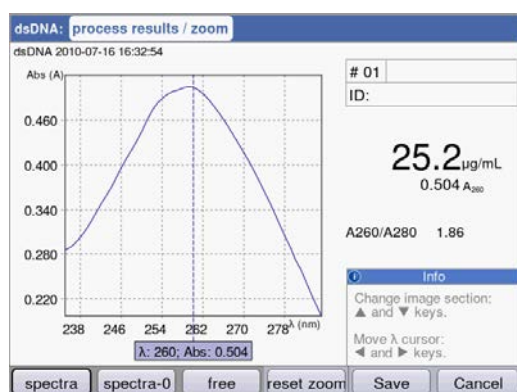 dsDNA: process results / zoom
dsDNA 2010-07-16 16:32:54
Abs (A)
0.460
0.400
0.340
0.280
0.220
238 246 254 262 270 278 λ (nm)
λ: 260; Abs: 0.504
# 01
ID:
25.2 µg/mL
0.504 A260
A260/A280 1.86
Info
Change image section:
▲ and ▼ keys.
Move λ cursor:
◀ and ▶ keys.
spectra spectra-0 free reset zoom Save Cancel